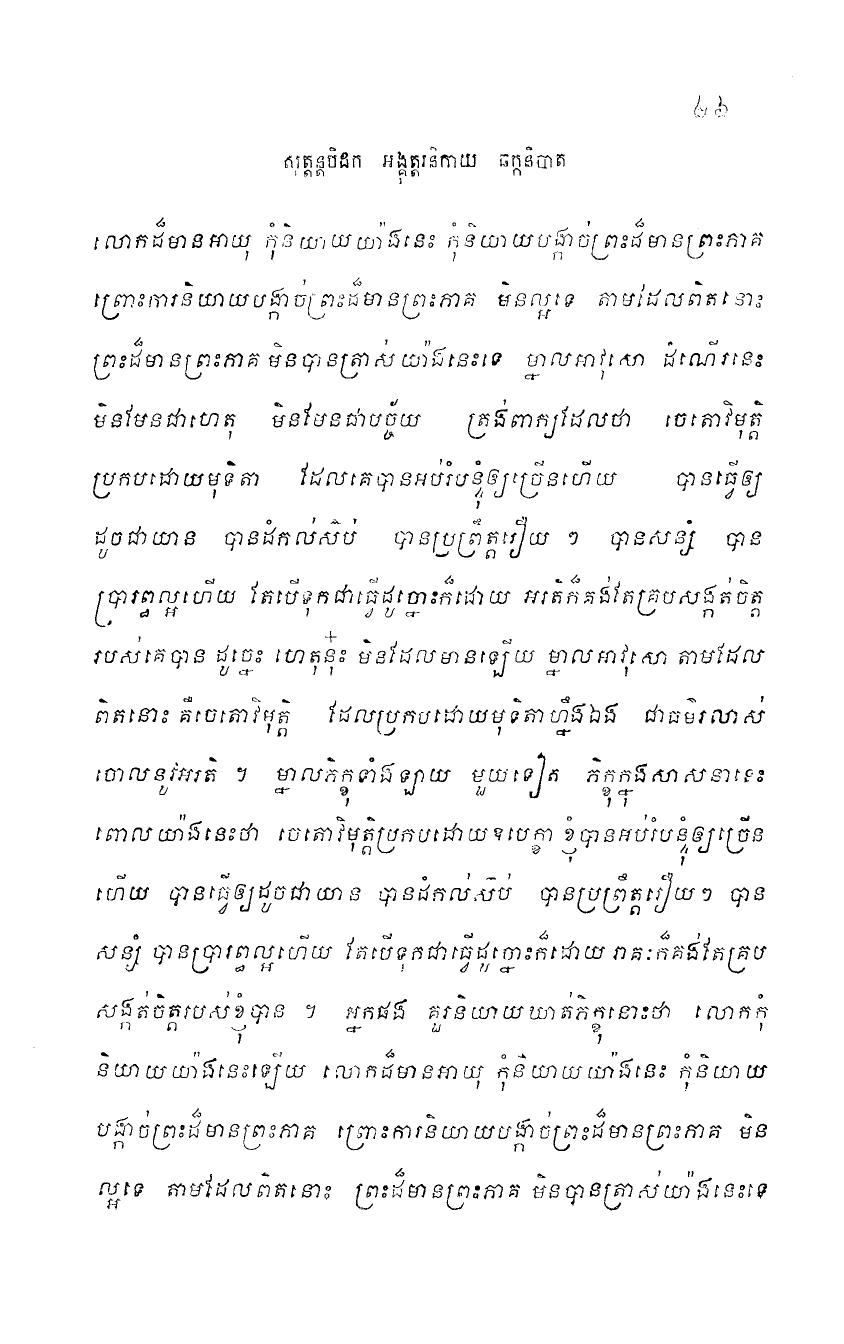 ៤៦
សុត្តន្តបិដក អង្គុត្តរនិកាយ ឆក្កនិបាត
លោកដ៏មានអាយុ កុំនិយាយយ៉ាងនេះ កុំនិយាយបង្កាច់ព្រះដ៏មានព្រះភាគ
ព្រោះការនិយាយបង្កាច់ព្រះដ៏មានព្រះភាគ មិនល្អទេ តាមដែលពិតនោះ
ព្រះដ៏មានព្រះភាគ មិនបានត្រាស់យ៉ាងនេះទេ ម្នាលអាវុសោ ដំណើរនេះ
មិនមែនជាហេតុ មិនមែនជាបច្ច័យ ត្រង់ពាក្យដែលថា ចេតោវិមុត្តិ
ប្រកបដោយមុទិតា ដែលគេបានអប់រំបន្ទុំឲ្យច្រើនហើយ បានធ្វើឲ្យ
ដូចជាយាន បានដំកល់ស៊ប់ បានប្រព្រឹត្តរឿយ ៗ បានសន្សំ បាន
ប្រារព្ធល្អហើយ តែបើទុកជាធ្វើដូច្នោះក៏ដោយ អរតិក៏គង់តែគ្របសង្កត់ចិត្ត
របស់គេបាន ដូច្នេះ ហេតុនុ៎ះ មិនដែលមានឡើយ ម្នាលអាវុសោ តាមដែល
ពិតនោះ គឺចេតោវិមុត្តិ ដែលប្រកបដោយមុទិតាហ្នឹងឯង ជាធម៌រលាស់
ចោលនូវអរតិ ។ ម្នាលភិក្ខុទាំងឡាយ មួយទៀត ភិក្ខុក្នុងសាសនានេះ
ពោលយ៉ាងនេះថា ចេតោវិមុត្តិប្រកបដោយឧបេក្ខា ខ្ញុំបានអប់រំបន្ទុំឲ្យច្រើន
ហើយ បានធ្វើឲ្យដូចជាយាន បានដំកល់ស៊ប់ បានប្រព្រឹត្តរឿយៗ បាន
សន្សំ បានប្រារព្ធល្អហើយ តែបើទុកជាធ្វើដូច្នោះក៏ដោយ រាគៈក៏គង់តែគ្រប
សង្កត់ចិត្តរបស់ខ្ញុំបាន ។ អ្នកផង គួរនិយាយឃាត់ភិក្ខុនោះថា លោកកុំ
និយាយយ៉ាងនេះឡើយ លោកដ៏មានអាយុ កុំនិយាយយ៉ាងនេះ កុំនិយាយ
បង្កាច់ព្រះដ៏មានព្រះភាគ ព្រោះការនិយាយបង្កាច់ព្រះដ៏មានព្រះភាគ មិន
ល្អទេ តាមដែលពិតនោះ ព្រះដ៏មានព្រះភាគ មិនបានត្រាស់យ៉ាងនេះទេ